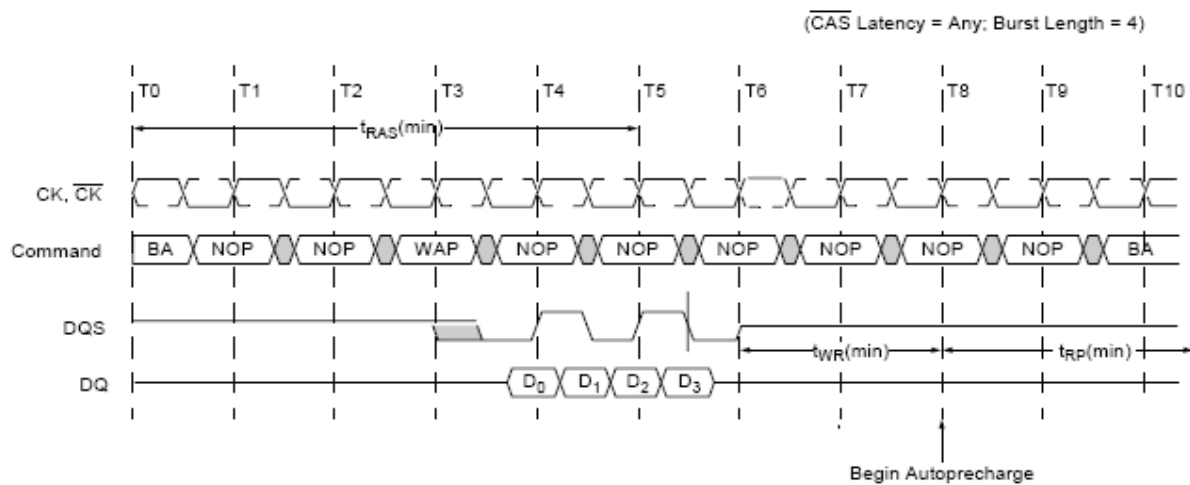 (CAS Latency = Any; Burst Length = 4)
T0 T1 T2 T3 T4 T5 T6 T7 T8 T9 T10
tRAS(min)
CK, CK
Command BA NOP NOP WAP NOP NOP NOP NOP NOP NOP BA
DQS
tWR(min) tRP(min)
DQ D0 D1 D2 D3
Begin Autoprecharge